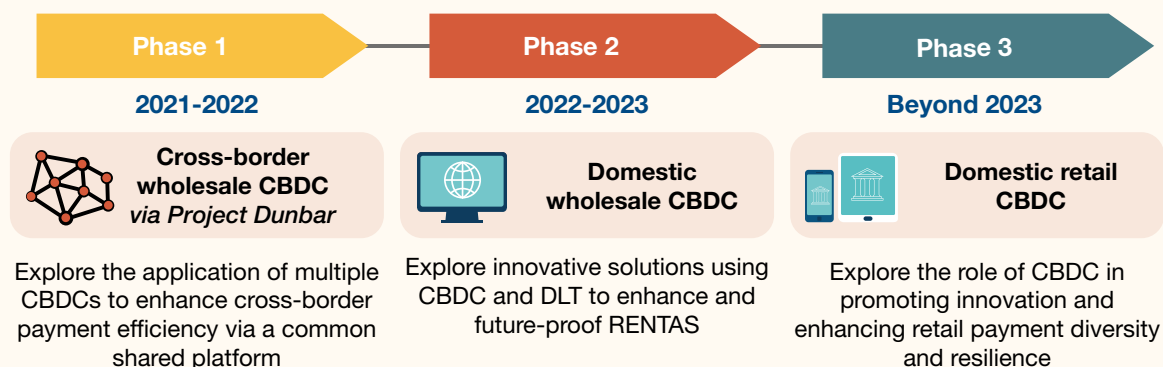 Phase 1
Phase 2
Phase 3
2021-2022
2022-2023
Beyond 2023
Cross-border
wholesale CBDC
via Project Dunbar
Domestic
wholesale CBDC
Domestic retail
CBDC
Explore the application of multiple
CBDCs to enhance cross-border
payment efficiency via a common
shared platform
Explore innovative solutions using
CBDC and DLT to enhance and
future-proof RENTAS
Explore the role of CBDC in
promoting innovation and
enhancing retail payment diversity
and resilience